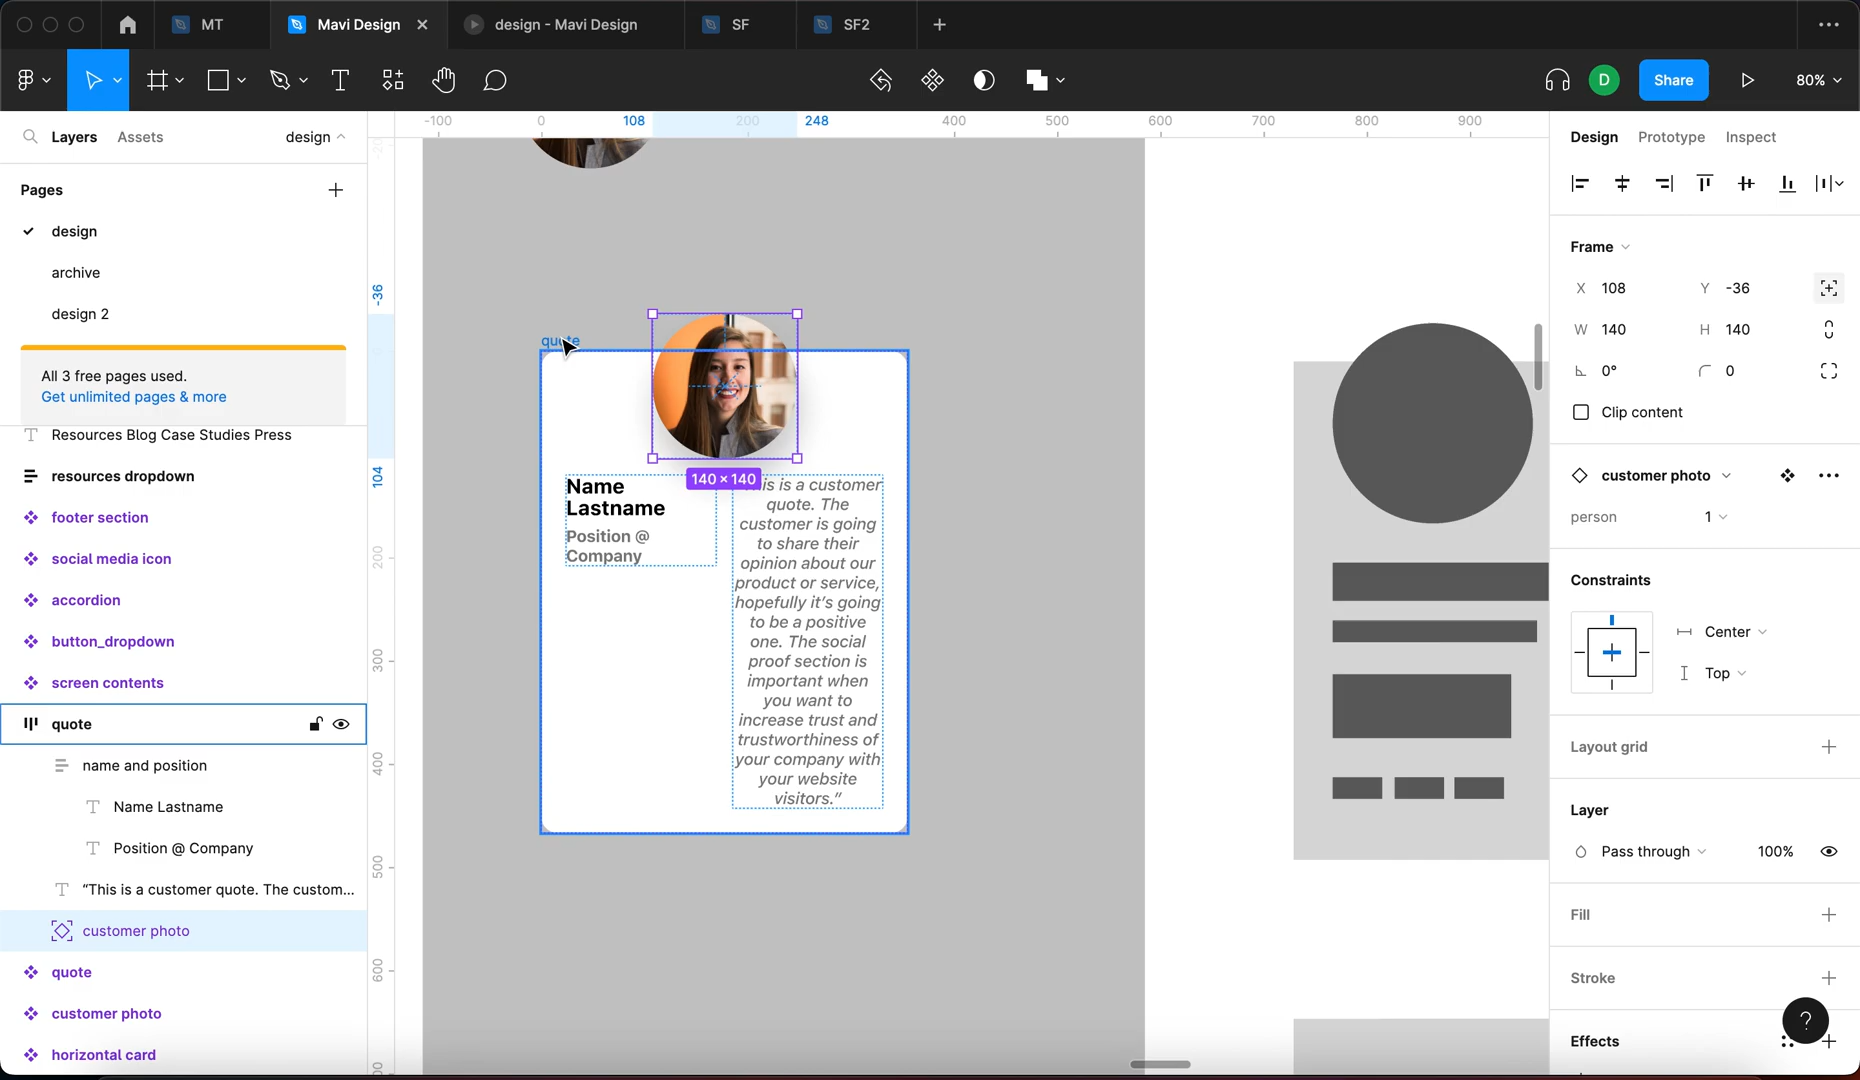 MT
Mavi Design
design - Mavi Design
SF
SF2
D
Share
80%
Layers
Assets
design
Pages
design
archive
design 2
All 3 free pages used.
Get unlimited pages & more
Resources Blog Case Studies Press
resources dropdown
footer section
social media icon
accordion
button_dropdown
screen contents
quote
name and position
Name Lastname
Position @ Company
“This is a customer quote. The custom...
customer photo
quote
customer photo
horizontal card
-100
0
108
200
248
400
500
600
700
800
900
-36
104
200
300
400
500
600
quote
140 × 140
Name
Lastname
Position @
Company
is is a customer
quote. The
customer is going
to share their
opinion about our
product or service,
hopefully it’s going
to be a positive
one. The social
proof section is
important when
you want to
increase trust and
trustworthiness of
your company with
your website
visitors.”
Design
Prototype
Inspect
Frame
X 108
Y -36
W 140
H 140
0°
0
Clip content
customer photo
person
1
Constraints
Center
Top
Layout grid
Layer
Pass through
100%
Fill
Stroke
Effects
?